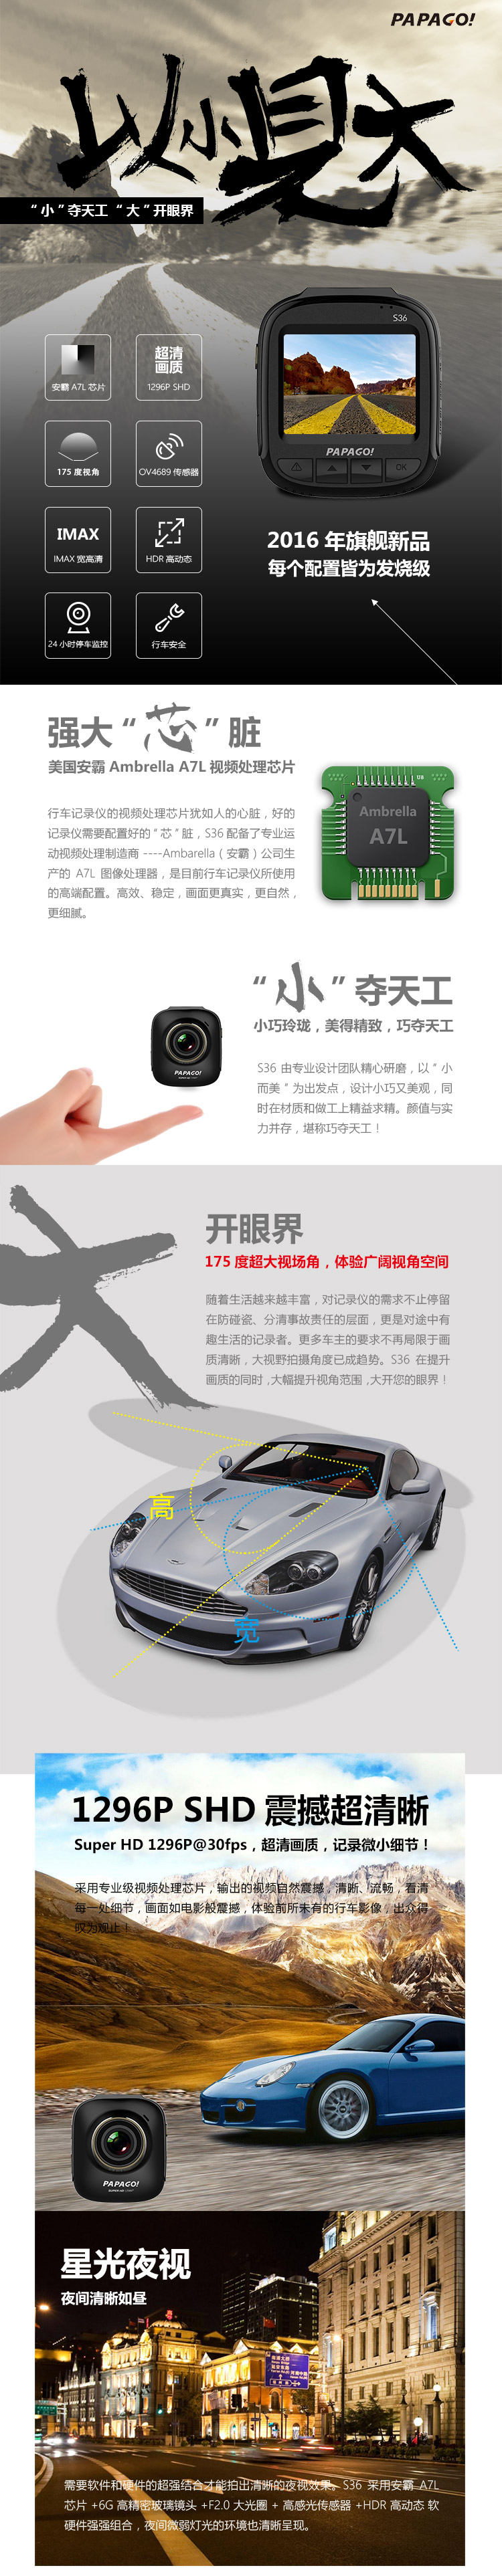 PAPAGO!
以小见大
“小”夺天工 “大”开眼界
安霸 A7L 芯片
超清
画质
1296P SHD
175 度视角
OV4689 传感器
IMAX
IMAX 宽高清
HDR 高动态
24 小时停车监控
行车安全
S36
PAPAGO!
OK
2016 年旗舰新品
每个配置皆为发烧级
强大“芯”脏
美国安霸 Ambrella A7L 视频处理芯片
行车记录仪的视频处理芯片犹如人的心脏，好的
记录仪需要配置好的“芯”脏，S36 配备了专业运
动视频处理制造商 ----Ambarella（安霸）公司生
产的 A7L 图像处理器，是目前行车记录仪所使用
的高端配置。高效、稳定，画面更真实，更自然，
更细腻。
U8
Ambrella
A7L
“小”夺天工
小巧玲珑，美得精致，巧夺天工
S36 由专业设计团队精心研磨，以“小
而美”为出发点，设计小巧又美观，同
时在材质和做工上精益求精。颜值与实
力并存，堪称巧夺天工！
PAPAGO!
SUPER HD 1296P
大
开眼界
175 度超大视场角，体验广阔视角空间
随着生活越来越丰富，对记录仪的需求不止停留
在防碰瓷、分清事故责任的层面，更是对途中有
趣生活的记录者。更多车主的要求不再局限于画
质清晰，大视野拍摄角度已成趋势。S36 在提升
画质的同时，大幅提升视角范围，大开您的眼界！
高
宽
1296P SHD 震撼超清晰
Super HD 1296P@30fps，超清画质，记录微小细节！
采用专业级视频处理芯片，输出的视频自然震撼，清晰、流畅，看清
每一处细节，画面如电影般震撼，体验前所未有的行车影像，出众得
叹为观止！
PAPAGO!
SUPER HD 1296P
星光夜视
夜间清晰如昼
需要软件和硬件的超强结合才能拍出清晰的夜视效果。S36 采用安霸 A7L
芯片 +6G 高精密玻璃镜头 +F2.0 大光圈 + 高感光传感器 +HDR 高动态 软
硬件强强组合，夜间微弱灯光的环境也清晰呈现。